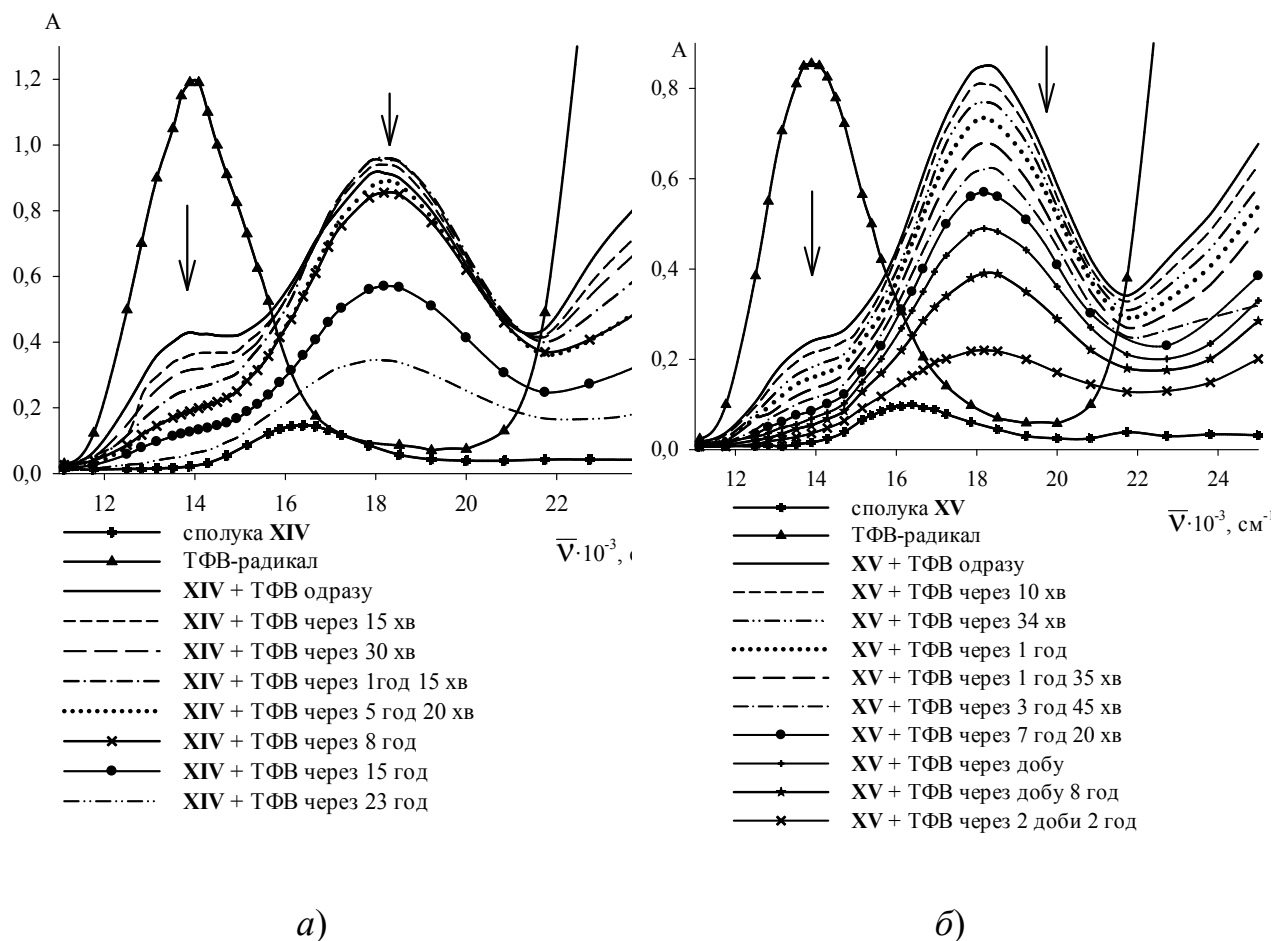 A
1,2
1,0
0,8
0,6
0,4
0,2
0,0
12 14 16 18 20 22
ν̅·10⁻³, с
сполука XIV
ТФВ-радикал
XIV + ТФВ одразу
XIV + ТФВ через 15 хв
XIV + ТФВ через 30 хв
XIV + ТФВ через 1год 15 хв
XIV + ТФВ через 5 год 20 хв
XIV + ТФВ через 8 год
XIV + ТФВ через 15 год
XIV + ТФВ через 23 год
а)
A
0,8
0,6
0,4
0,2
0,0
12 14 16 18 20 22 24
ν̅·10⁻³, см⁻¹
сполука XV
ТФВ-радикал
XV + ТФВ одразу
XV + ТФВ через 10 хв
XV + ТФВ через 34 хв
XV + ТФВ через 1 год
XV + ТФВ через 1 год 35 хв
XV + ТФВ через 3 год 45 хв
XV + ТФВ через 7 год 20 хв
XV + ТФВ через добу
XV + ТФВ через добу 8 год
XV + ТФВ через 2 доби 2 год
б)